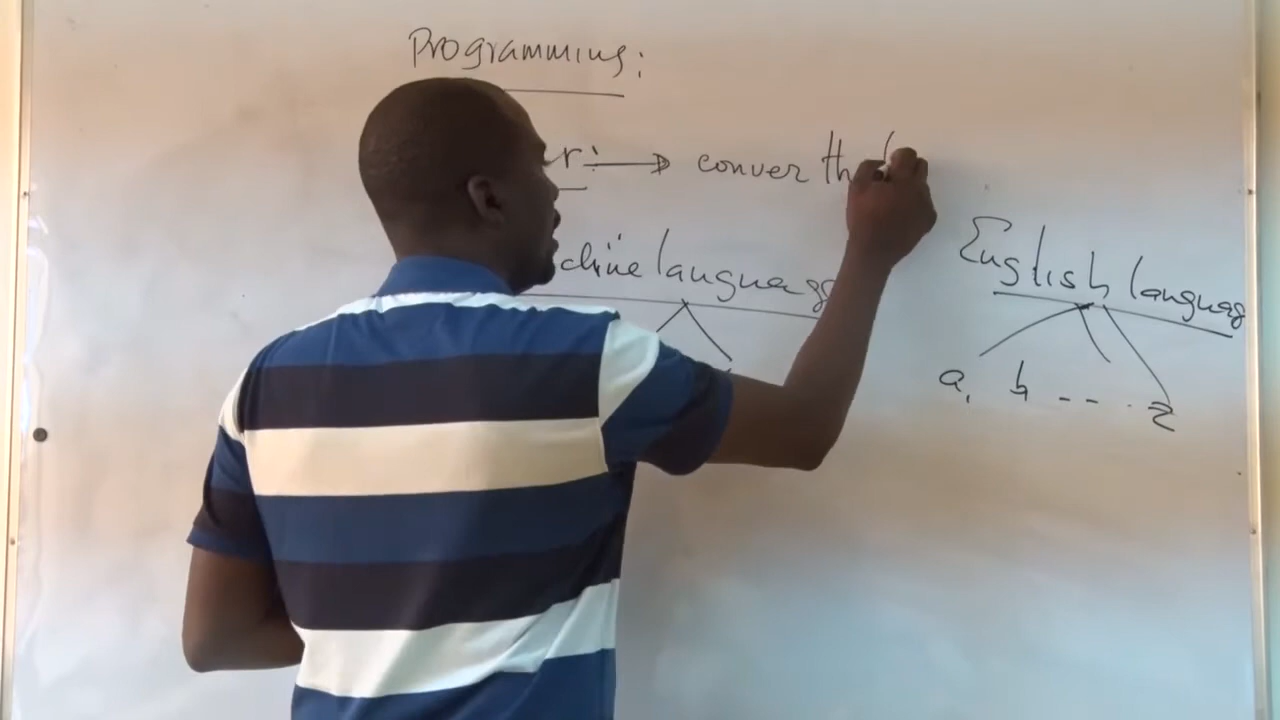 Programming:
r: → conver th
chine language
English language
a, b ---- z